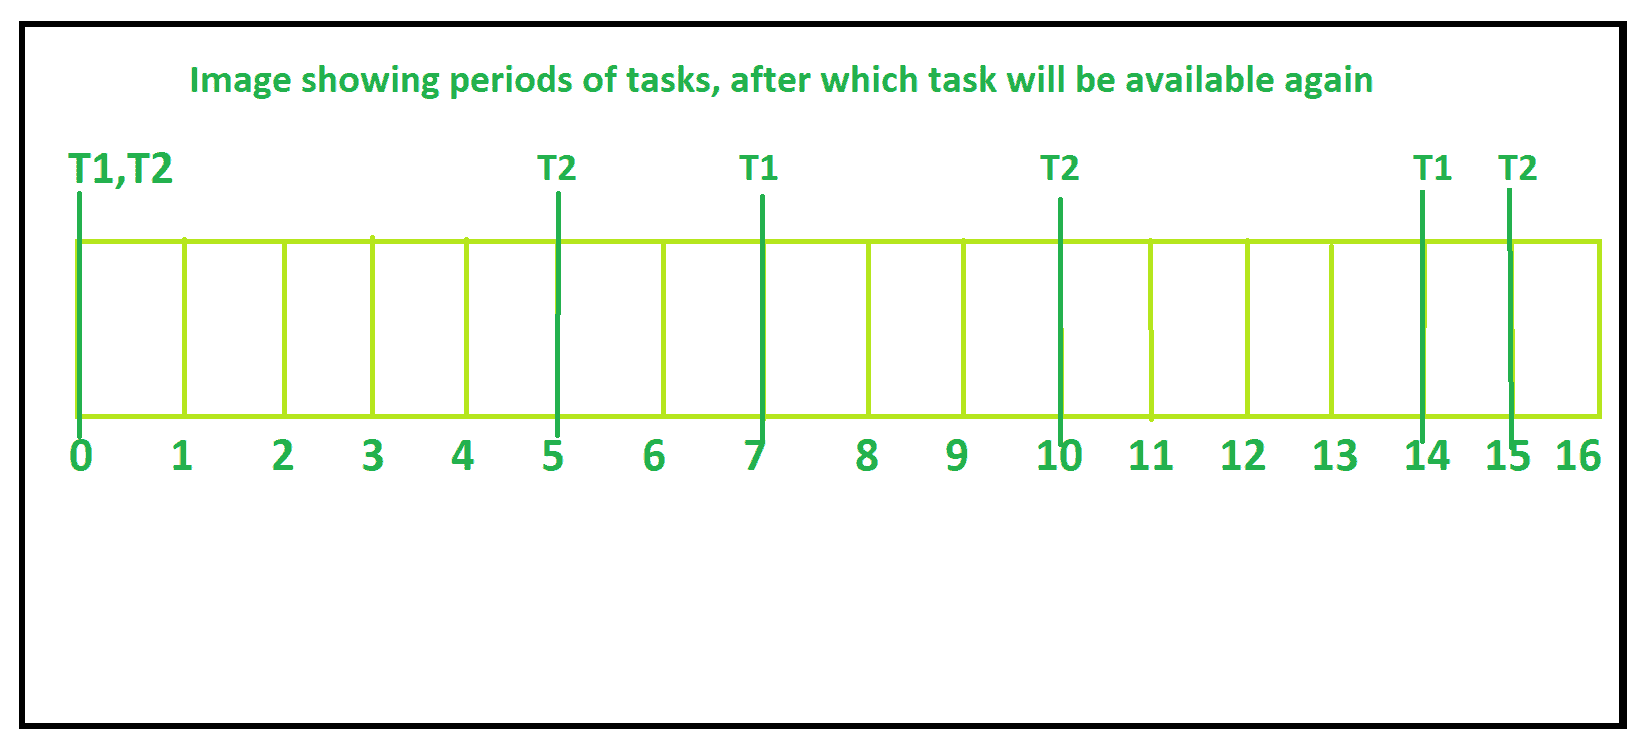 Image showing periods of tasks, after which task will be available again
T1,T2 T2 T1 T2 T1 T2
0 1 2 3 4 5 6 7 8 9 10 11 12 13 14 15 16